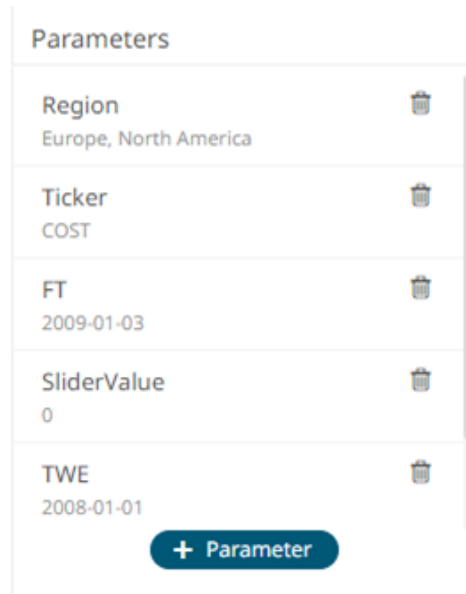 Parameters
Region
Europe, North America
Ticker
COST
FT
2009-01-03
SliderValue
0
TWE
2008-01-01
+ Parameter